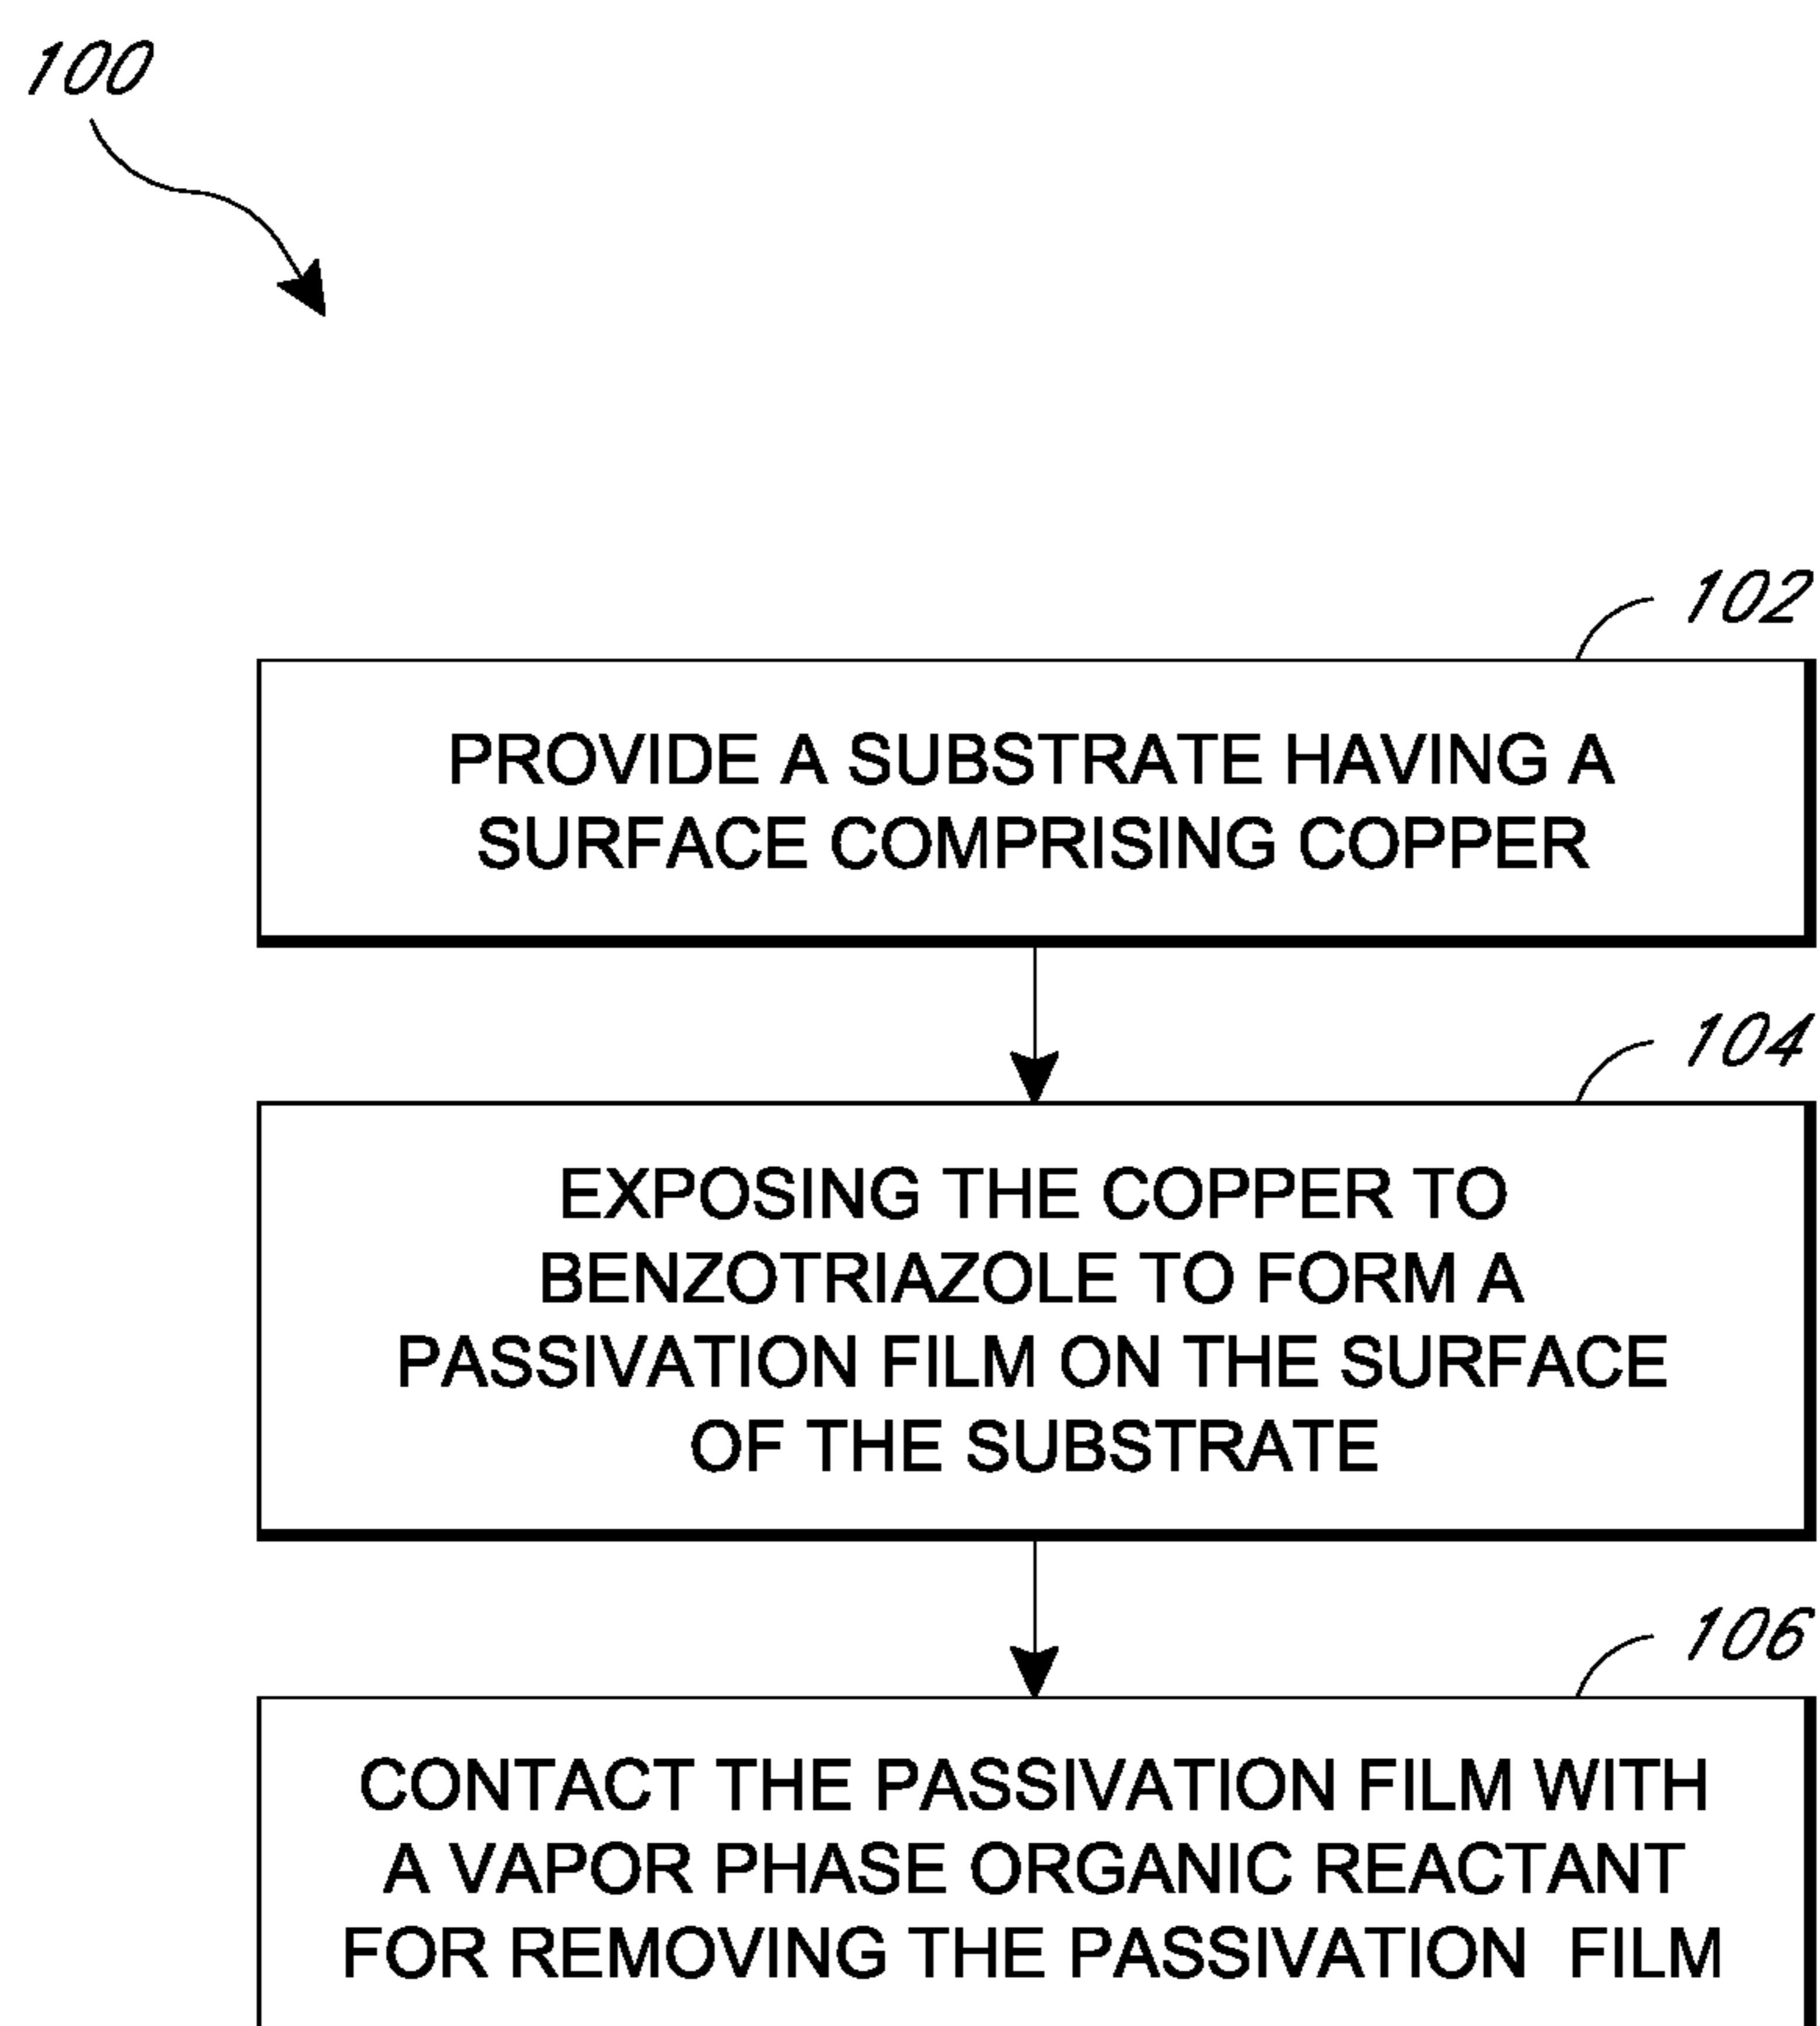 100
102
PROVIDE A SUBSTRATE HAVING A
SURFACE COMPRISING COPPER
104
EXPOSING THE COPPER TO
BENZOTRIAZOLE TO FORM A
PASSIVATION FILM ON THE SURFACE
OF THE SUBSTRATE
106
CONTACT THE PASSIVATION FILM WITH
A VAPOR PHASE ORGANIC REACTANT
FOR REMOVING THE PASSIVATION FILM